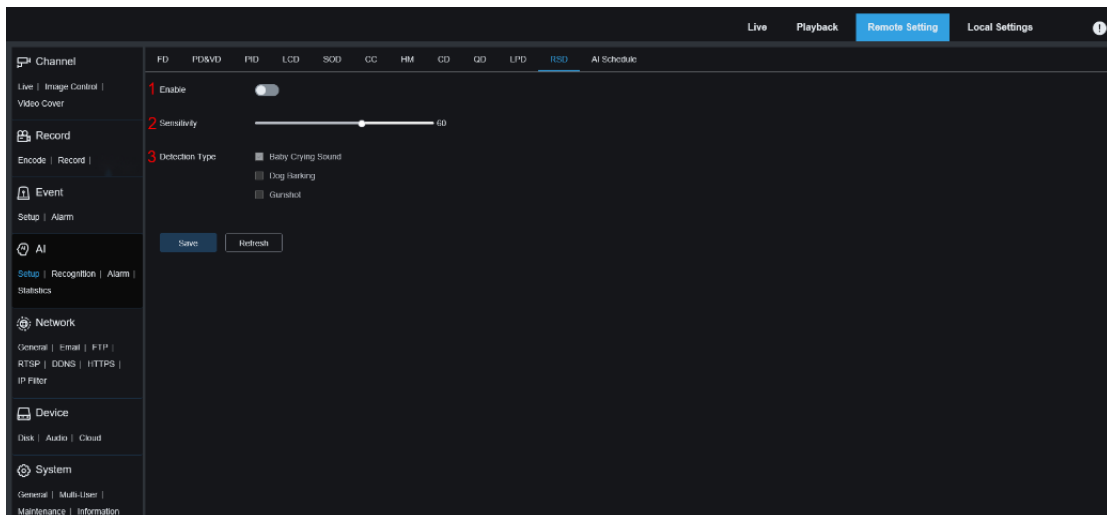 Live Playback Remote Setting Local Settings
Channel
Live | Image Control |
Video Cover
Record
Encode | Record |
Event
Setup | Alarm
AI
Setup | Recognition | Alarm |
Statistics
Network
General | Email | FTP |
RTSP | DDNS | HTTPS |
IP Filter
Device
Disk | Audio | Cloud
System
General | Multi-User |
Maintenance | Information
FD PD&VD PID LCD SOD CC HM CD QD LPD RSD AI Schedule
1 Enable
2 Sensitivity 60
3 Detection Type Baby Crying Sound
Dog Barking
Gunshot
Save Refresh